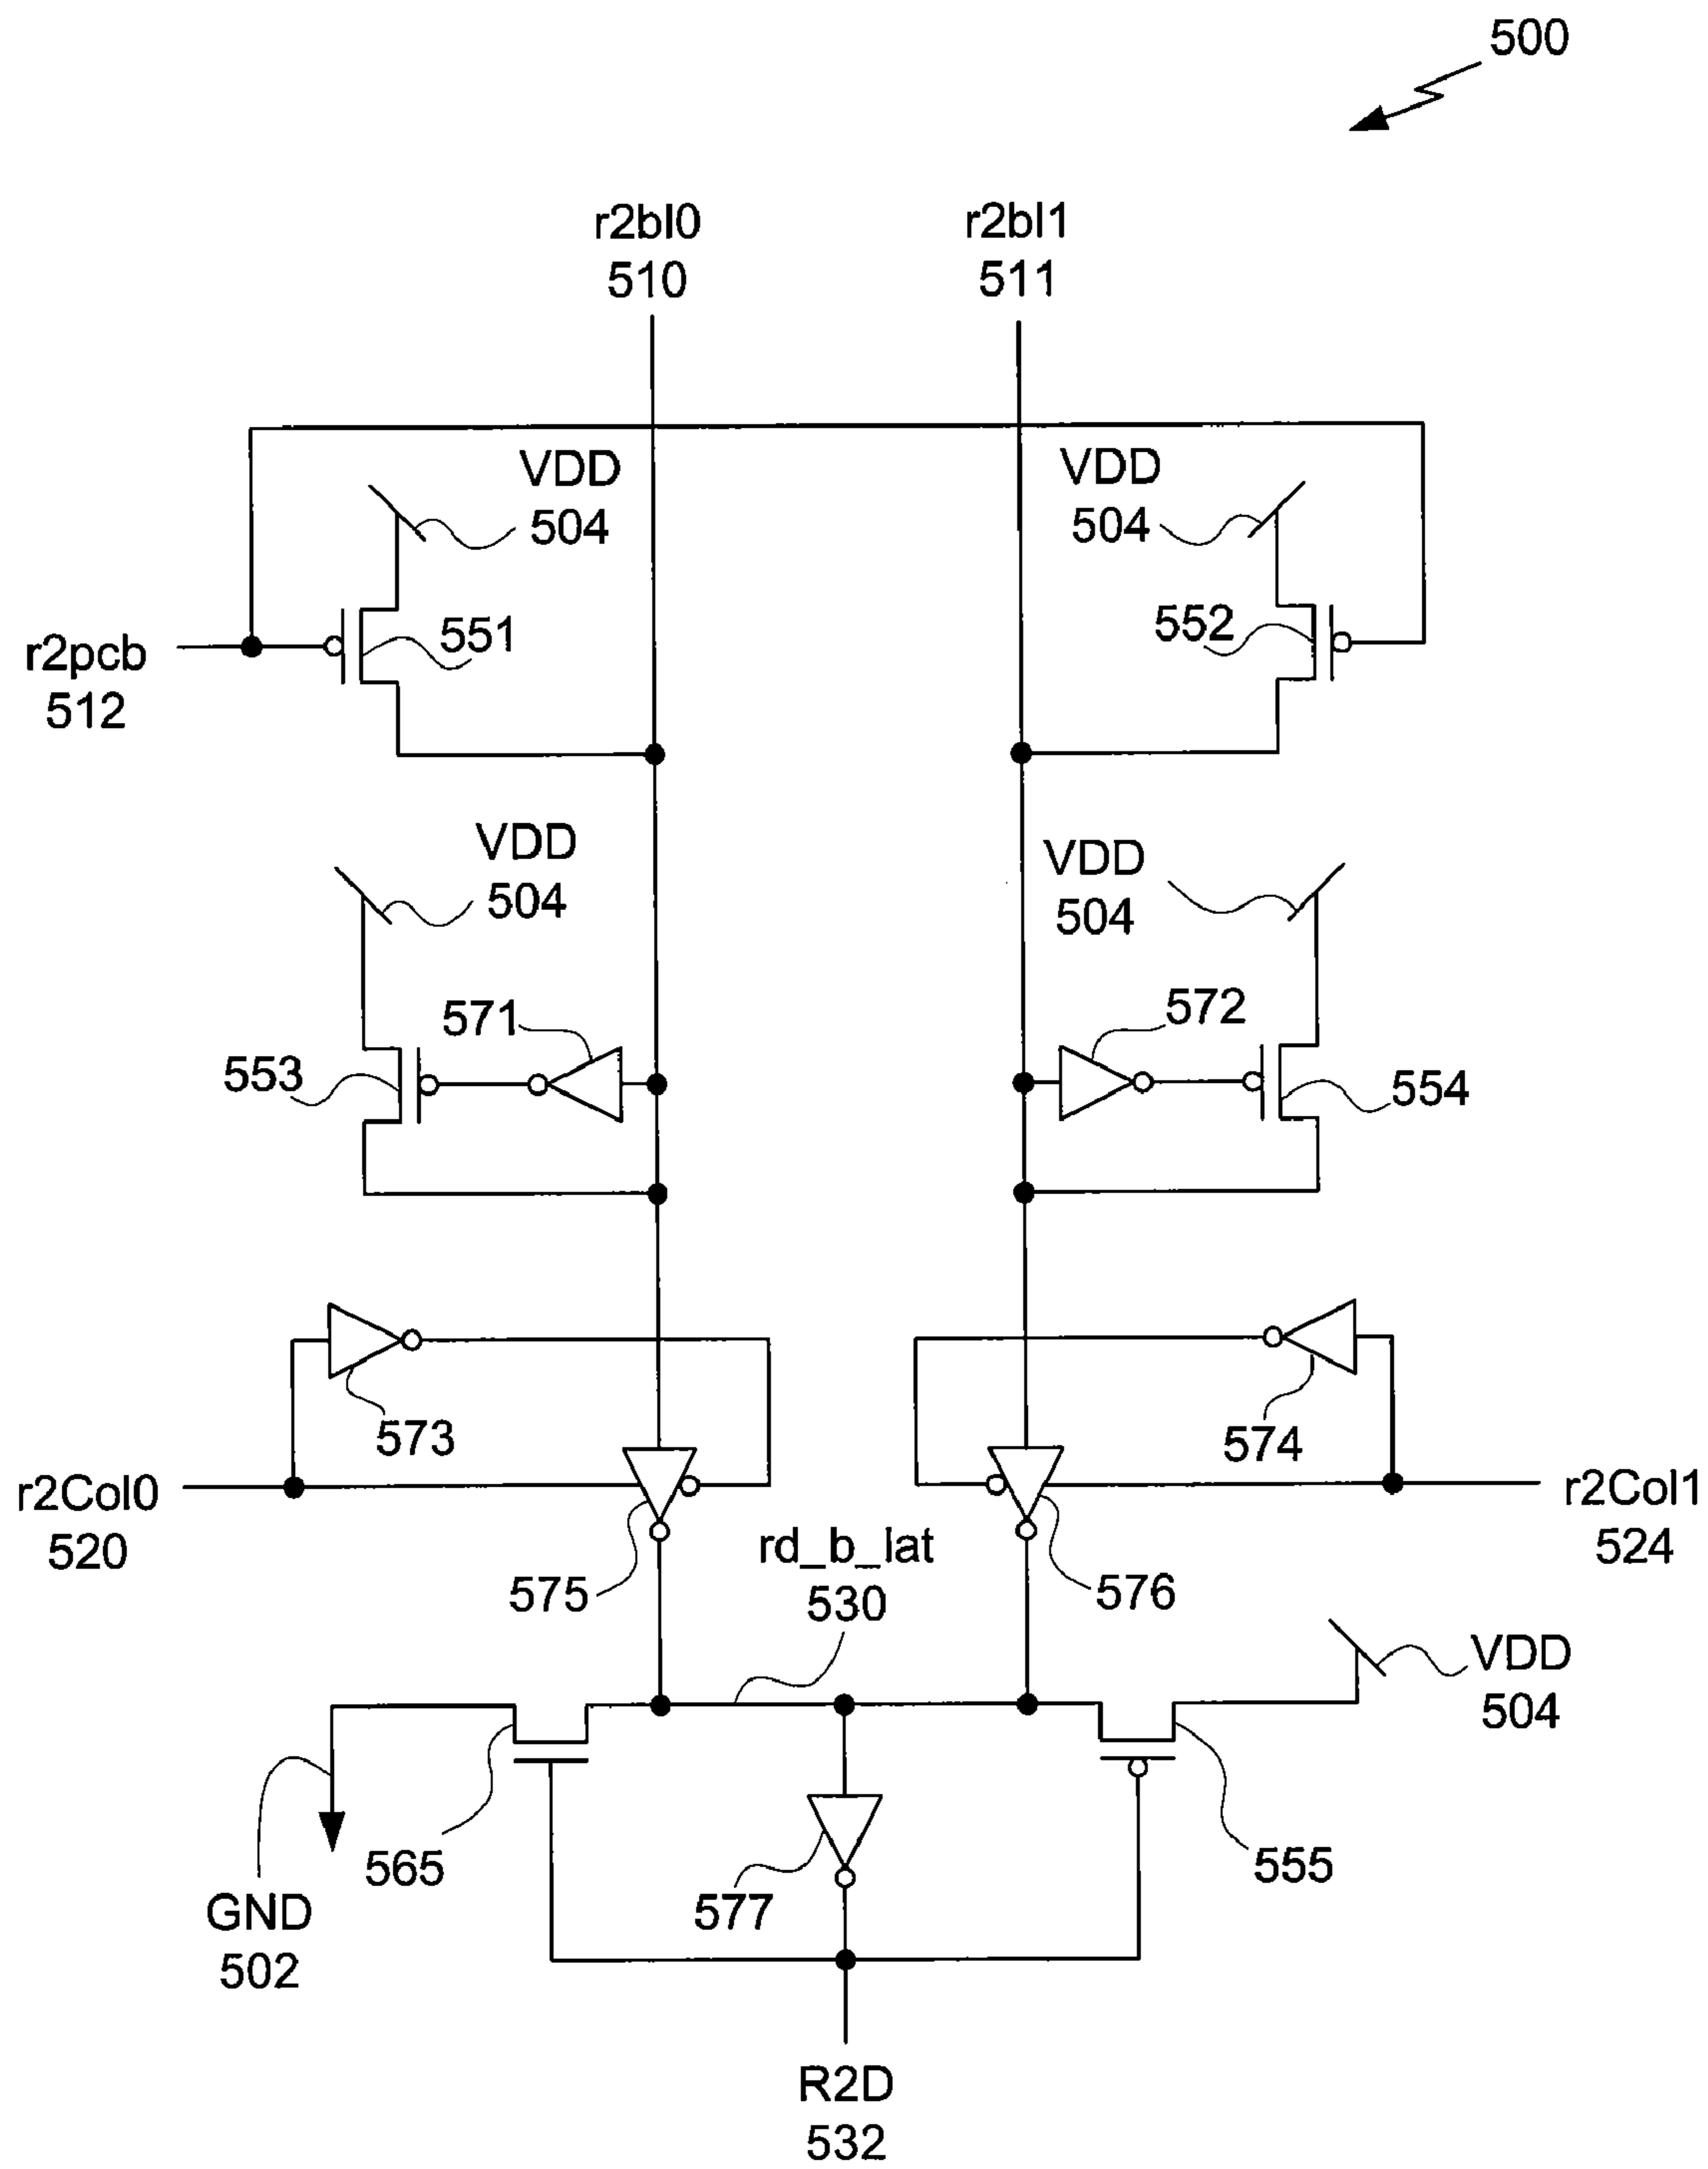 500
r2bl0
510
r2bl1
511
VDD
504
VDD
504
551
552
r2pcb
512
VDD
504
VDD
504
571
572
553
554
573
574
r2Col0
520
r2Col1
524
575
rd_b_lat
530
576
VDD
504
565
555
577
GND
502
R2D
532